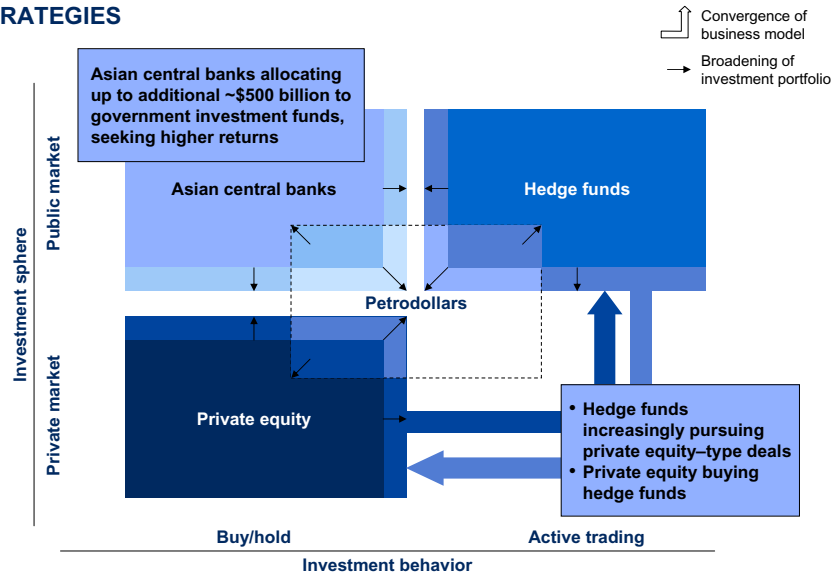 RATEGIES
Convergence of
business model
Broadening of
investment portfolio
Asian central banks allocating
up to additional ~$500 billion to
government investment funds,
seeking higher returns
Investment sphere
Public market
Private market
Asian central banks
Hedge funds
Petrodollars
Private equity
• Hedge funds
increasingly pursuing
private equity–type deals
• Private equity buying
hedge funds
Buy/hold
Active trading
Investment behavior